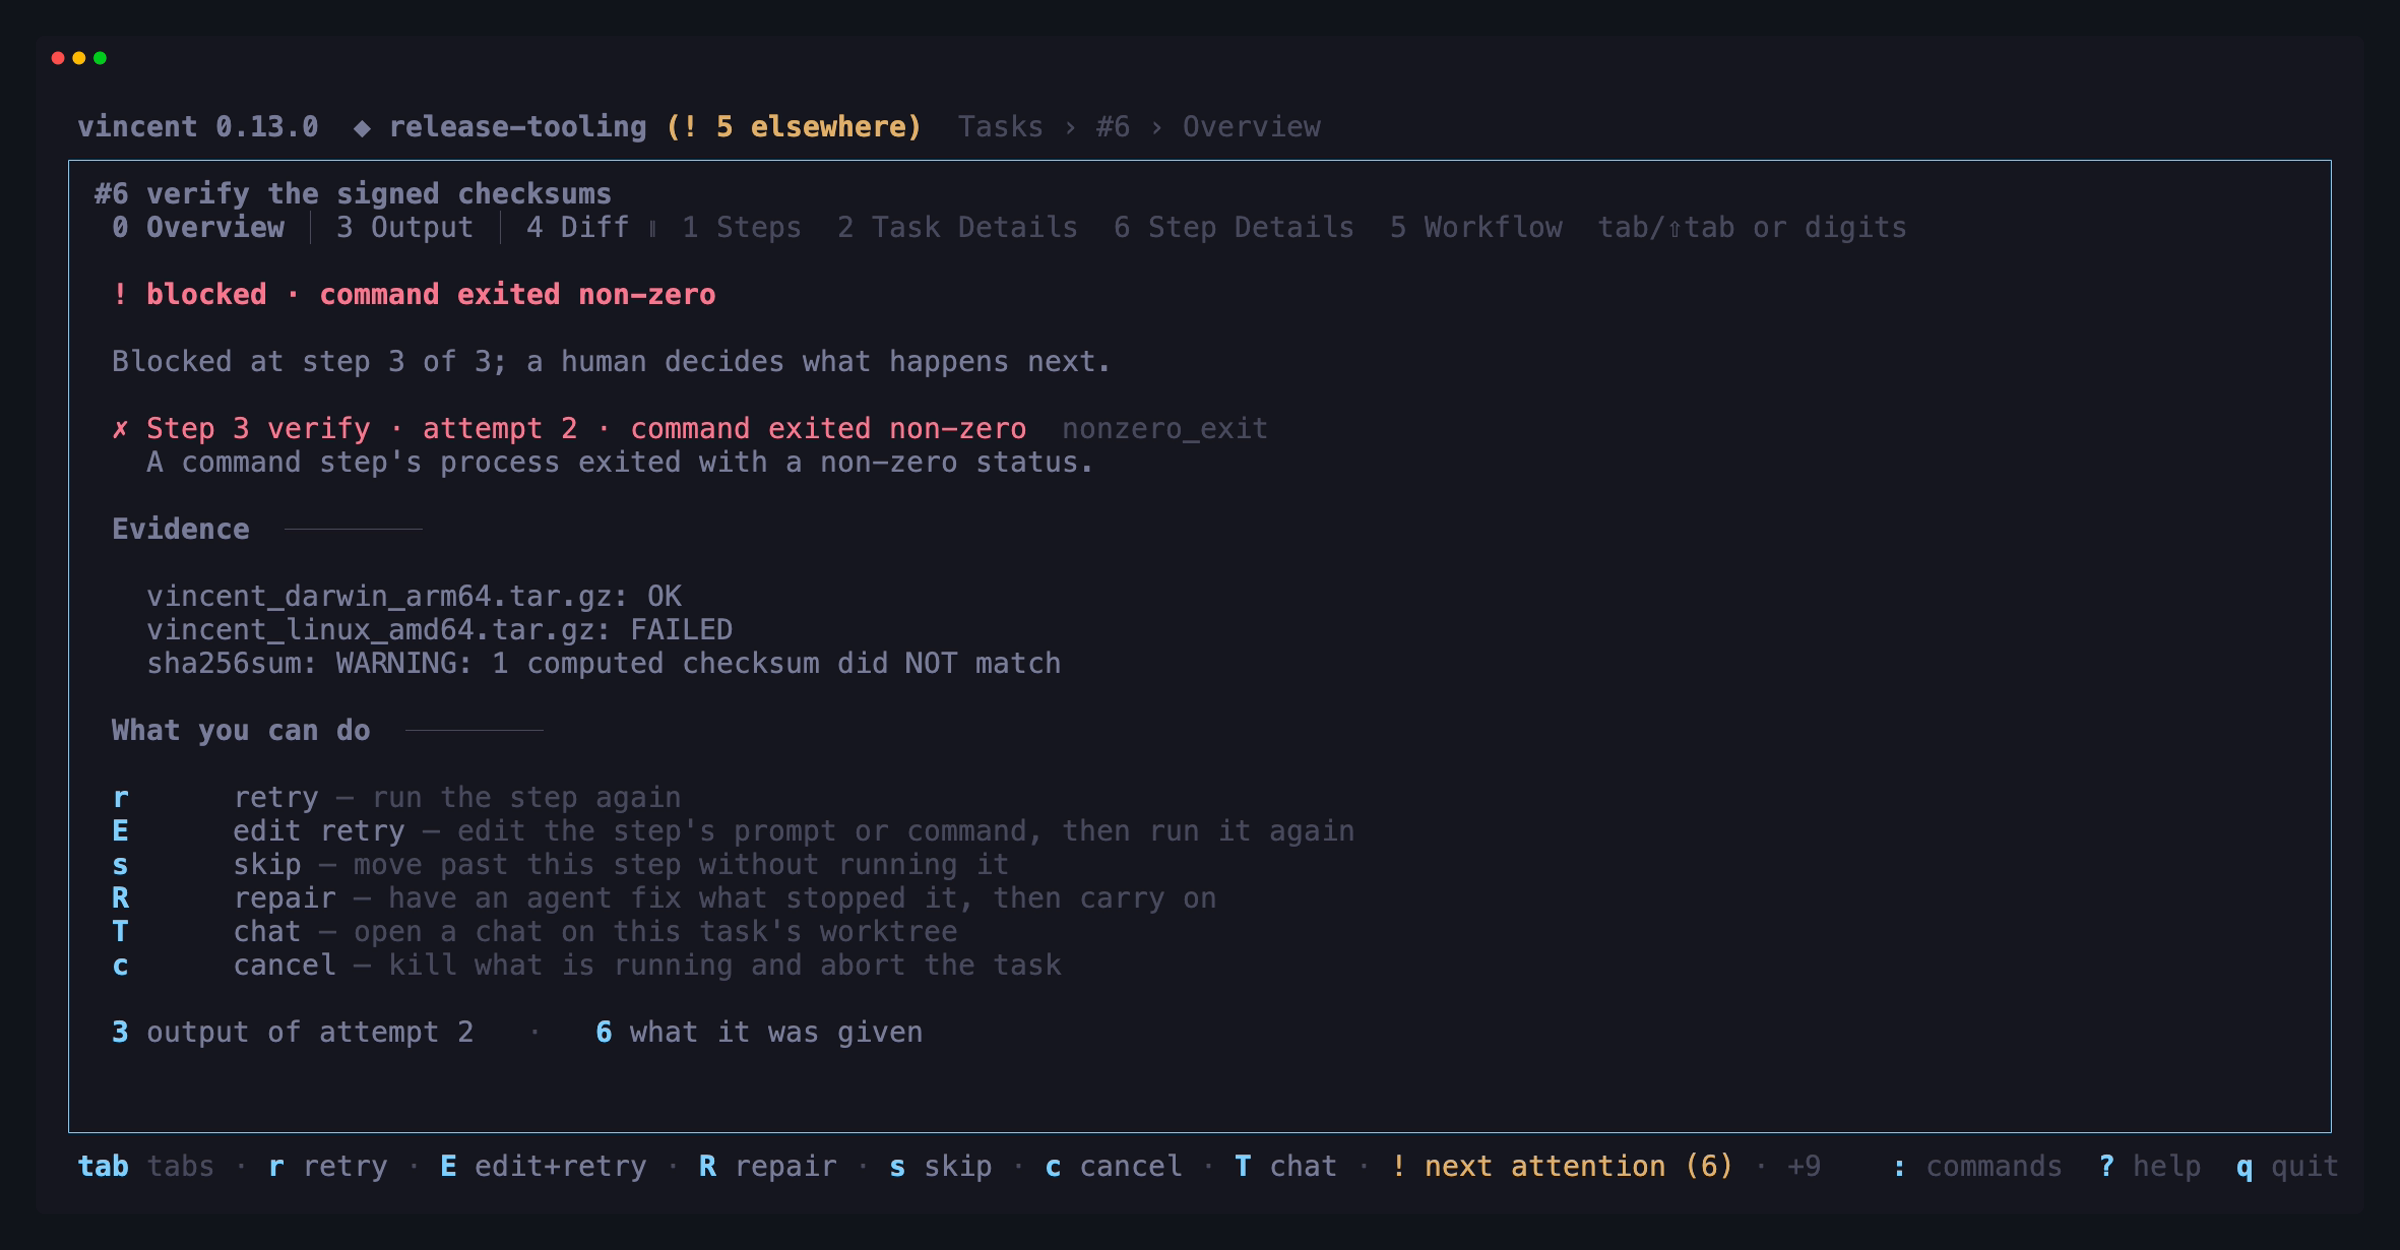 vincent 0.13.0  ◆ release-tooling (! 5 elsewhere)  Tasks › #6 › Overview
#6 verify the signed checksums
0 Overview │ 3 Output │ 4 Diff ‖ 1 Steps  2 Task Details  6 Step Details  5 Workflow  tab/⇧tab or digits
! blocked · command exited non-zero
Blocked at step 3 of 3; a human decides what happens next.
✗ Step 3 verify · attempt 2 · command exited non-zero  nonzero_exit
A command step's process exited with a non-zero status.
Evidence ────────
vincent_darwin_arm64.tar.gz: OK
vincent_linux_amd64.tar.gz: FAILED
sha256sum: WARNING: 1 computed checksum did NOT match
What you can do ────────
r      retry — run the step again
E      edit retry — edit the step's prompt or command, then run it again
s      skip — move past this step without running it
R      repair — have an agent fix what stopped it, then carry on
T      chat — open a chat on this task's worktree
c      cancel — kill what is running and abort the task
3 output of attempt 2   ·   6 what it was given
tab tabs · r retry · E edit+retry · R repair · s skip · c cancel · T chat · ! next attention (6) · +9    : commands  ? help  q quit